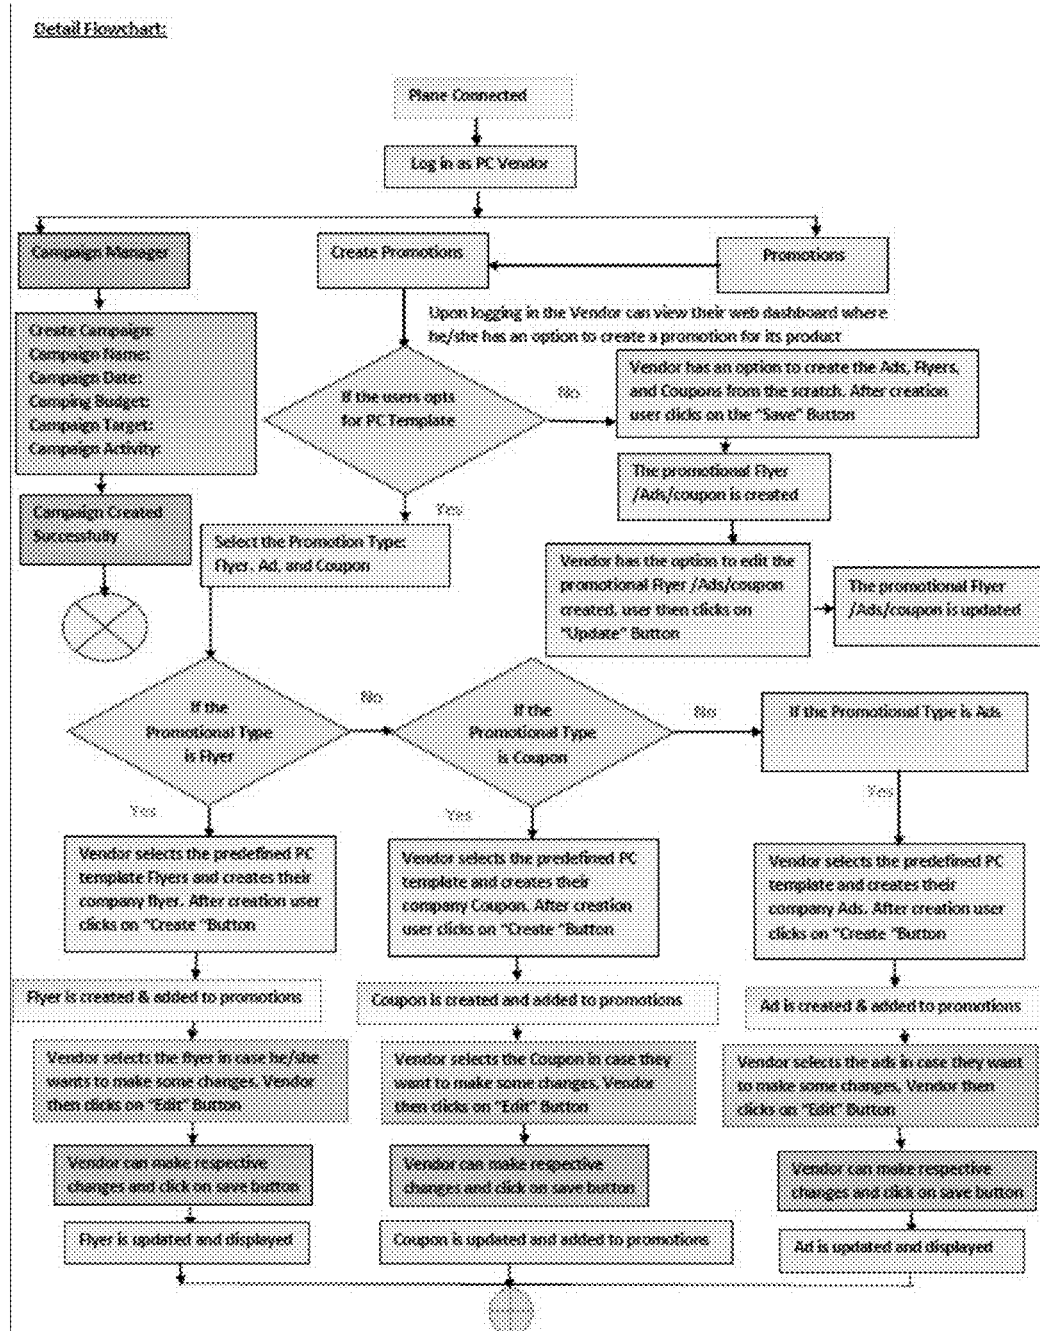 Detail Flowchart:
Plane Connected
Log in as PC Vendor
Campaign Manager
Create Promotions
Promotions
Upon logging in the Vendor can view their web dashboard where
he/she has an option to create a promotion for its product
Create Campaign:
Campaign Name:
Campaign Date:
Camping Budget:
Campaign Target:
Campaign Activity:
If the users opts
for PC Template
No
Vendor has an option to create the Ads, Flyers,
and Coupons from the scratch. After creation
user clicks on the "Save" Button
The promotional Flyer
/Ads/coupon is created
Yes
Campaign Created
Successfully
Select the Promotion Type:
Flyer, Ad, and Coupon
Vendor has the option to edit the
promotional Flyer /Ads/coupon
created, user then clicks on
"Update" Button
The promotional Flyer
/Ads/coupon is updated
If the
Promotional Type
is Flyer
No
If the
Promotional Type
is Coupon
No
If the Promotional Type is Ads
Yes
Yes
Yes
Vendor selects the predefined PC
template Flyers and creates their
company flyer. After creation user
clicks on "Create "Button
Vendor selects the predefined PC
template and creates their
company Coupon. After creation
user clicks on "Create "Button
Vendor selects the predefined PC
template and creates their
company Ads. After creation user
clicks on "Create "Button
Flyer is created & added to promotions
Coupon is created and added to promotions
Ad is created & added to promotions
Vendor selects the flyer in case he/she
wants to make some changes. Vendor
then clicks on "Edit" Button
Vendor selects the Coupon in case they
want to make some changes. Vendor
then clicks on "Edit" Button
Vendor selects the ads in case they want
to make some changes. Vendor then
clicks on "Edit" Button
Vendor can make respective
changes and click on save button
Vendor can make respective
changes and click on save button
Vendor can make respective
changes and click on save button
Flyer is updated and displayed
Coupon is updated and added to promotions
Ad is updated and displayed